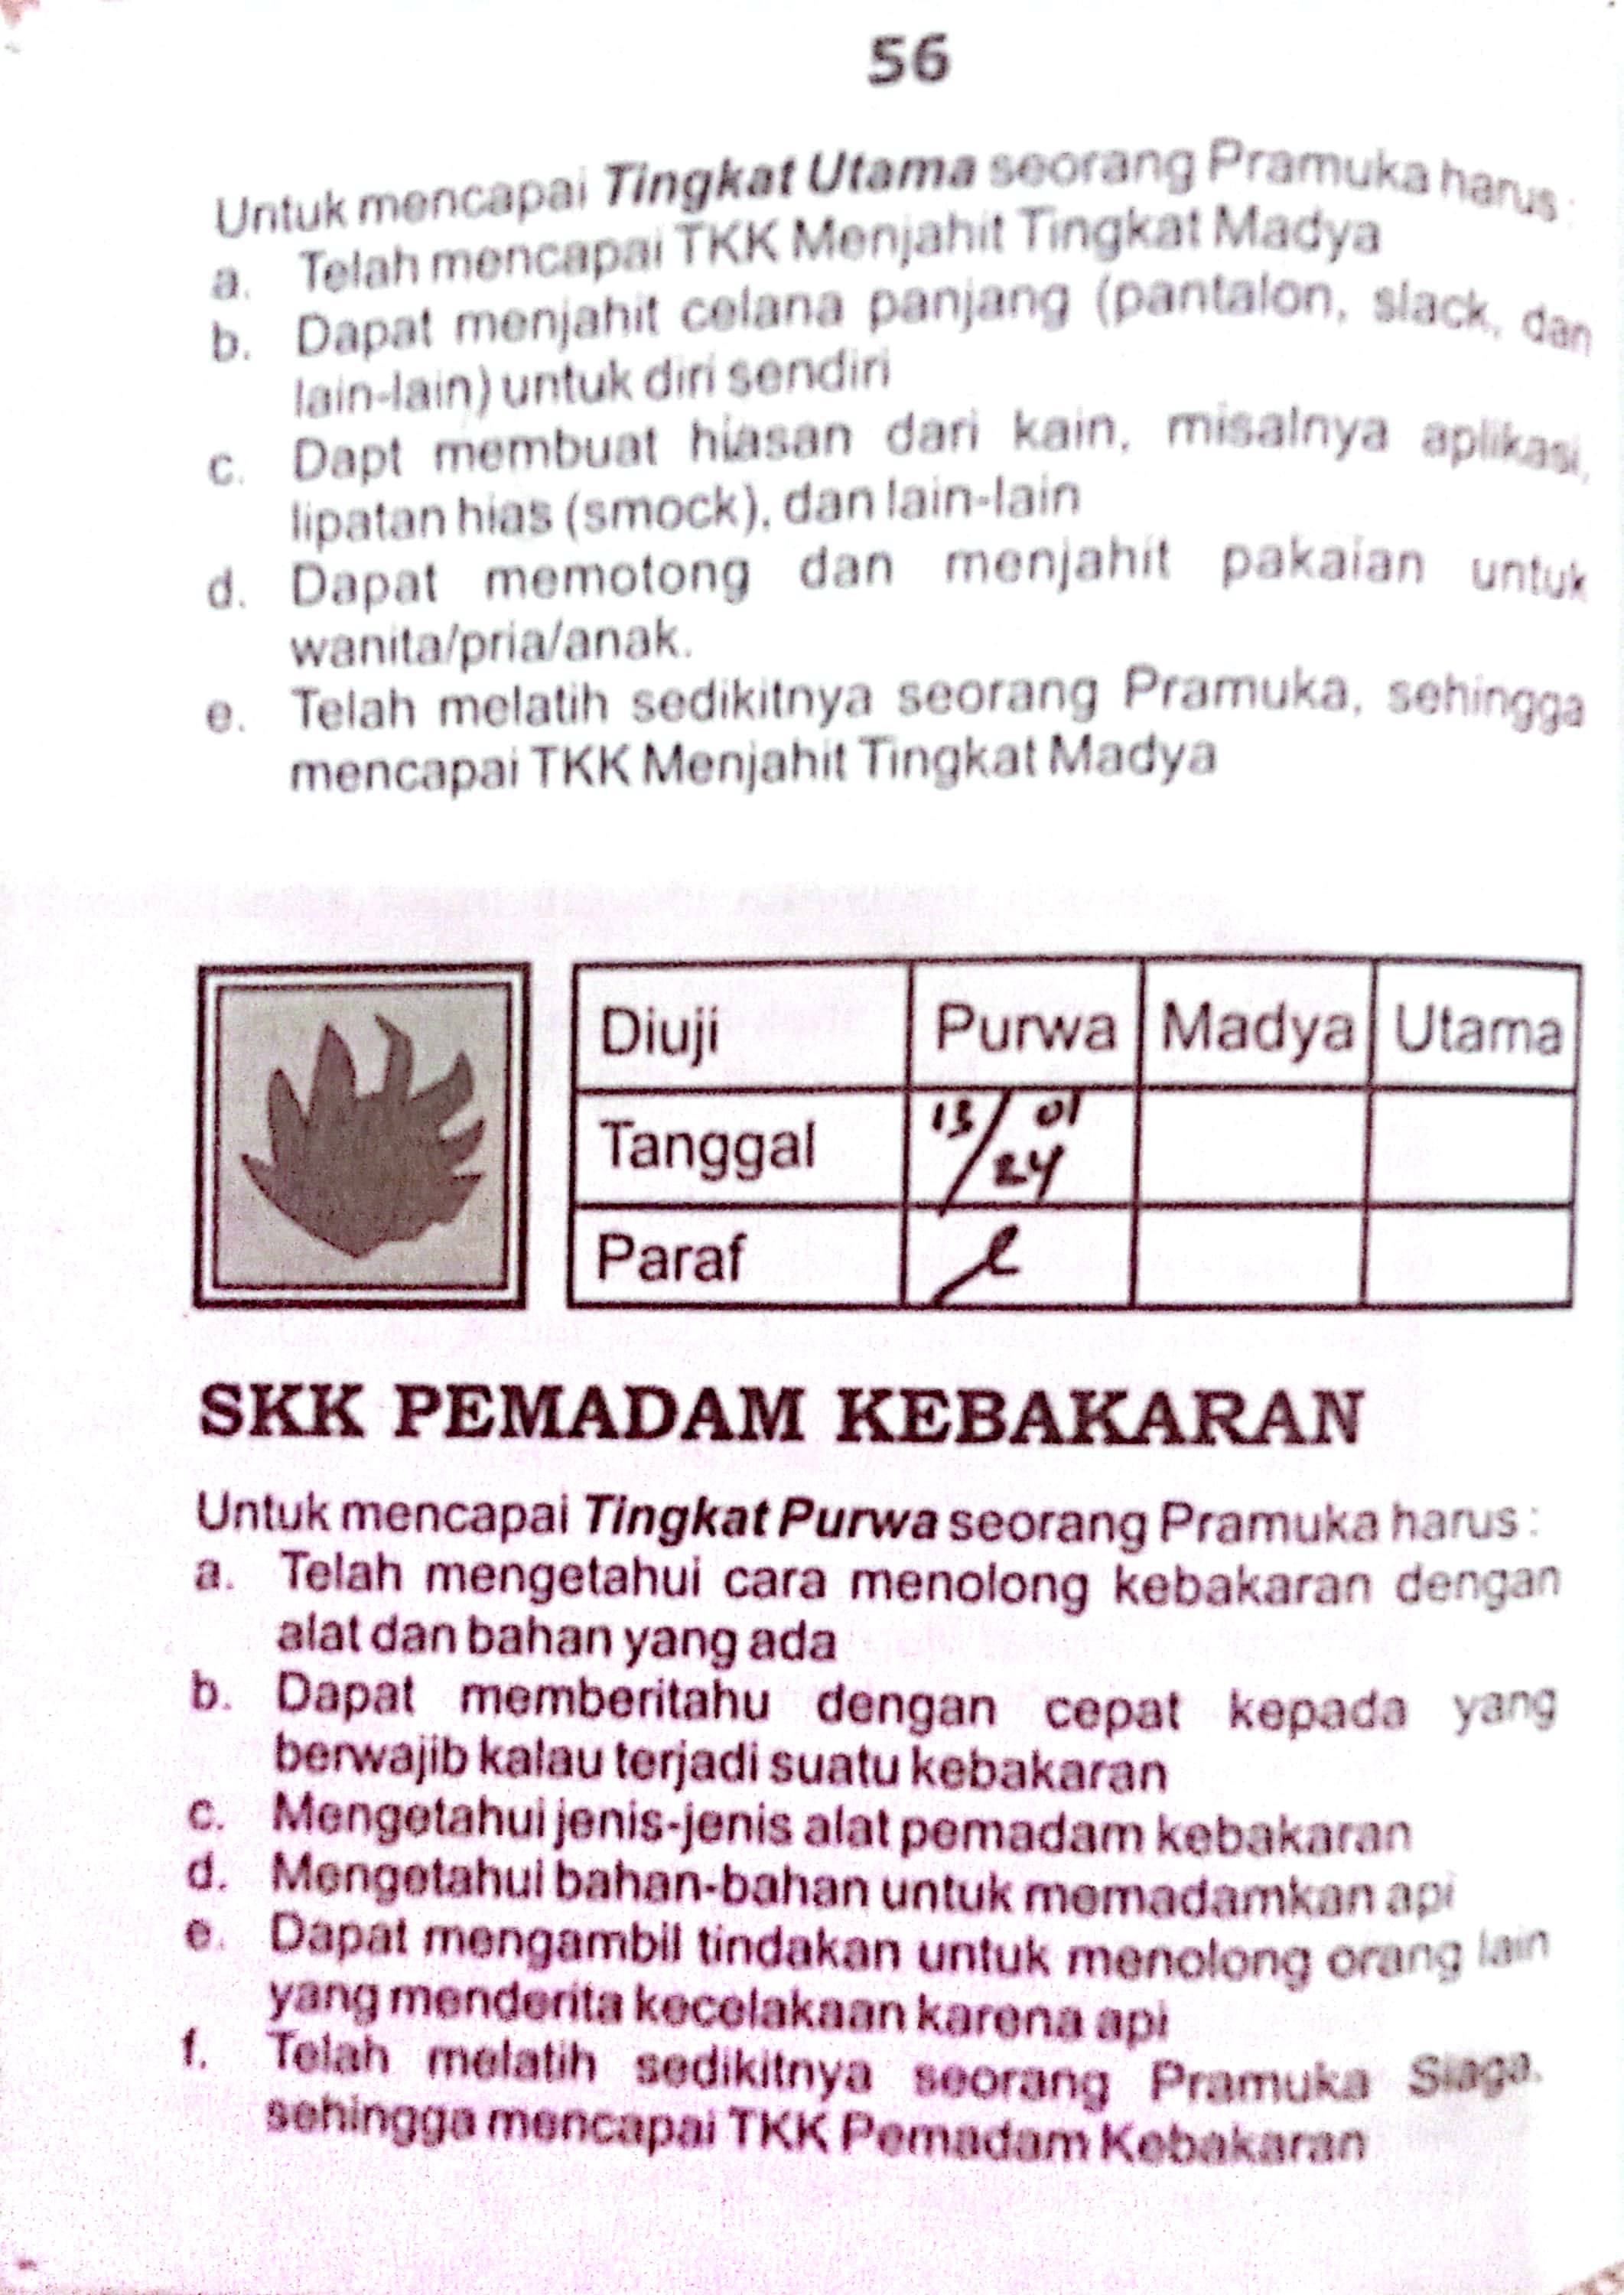 56
Untuk mencapai Tingkat Utama seorang Pramuka harus :
a. Telah mencapai TKK Menjahit Tingkat Madya
b. Dapat menjahit celana panjang (pantalon, slack, dan
lain-lain) untuk diri sendiri
c. Dapt membuat hiasan dari kain, misalnya aplikasi,
lipatan hias (smock), dan lain-lain
d. Dapat memotong dan menjahit pakaian untuk
wanita/pria/anak.
e. Telah melatih sedikitnya seorang Pramuka, sehingga
mencapai TKK Menjahit Tingkat Madya
Diuji Purwa Madya Utama
Tanggal 13/01
24
Paraf
SKK PEMADAM KEBAKARAN
Untuk mencapai Tingkat Purwa seorang Pramuka harus :
a. Telah mengetahui cara menolong kebakaran dengan
alat dan bahan yang ada
b. Dapat memberitahu dengan cepat kepada yang
berwajib kalau terjadi suatu kebakaran
c. Mengetahui jenis-jenis alat pemadam kebakaran
d. Mengetahui bahan-bahan untuk memadamkan api
e. Dapat mengambil tindakan untuk menolong orang lain
yang menderita kecelakaan karena api
f. Telah melatih sedikitnya seorang Pramuka Siaga,
sehingga mencapai TKK Pemadam Kebakaran